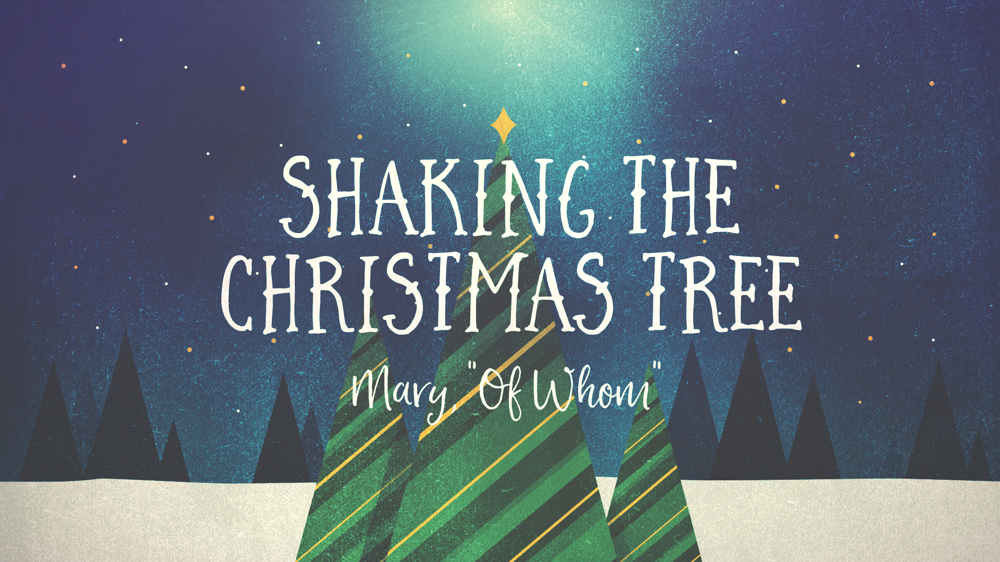 SHAKING THE
CHRISTMAS TREE
Mary, "Of Whom"